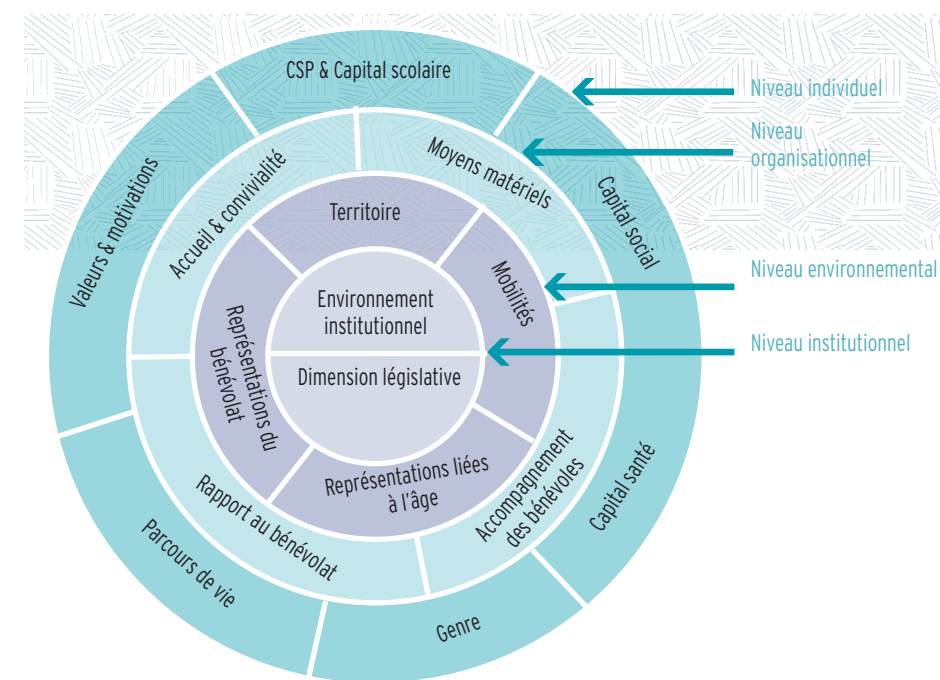 CSP & Capital scolaire
Niveau individuel
Niveau
organisationnel
Moyens matériels
Accueil & convivialité
Valeurs & motivations
Capital social
Territoire
Mobilités
Niveau environnemental
Environnement
institutionnel
Niveau institutionnel
Dimension législative
Représentations du
bénévolat
Représentations liées
à l'âge
Accompagnement
des bénévoles
Capital santé
Rapport au bénévolat
Parcours de vie
Genre